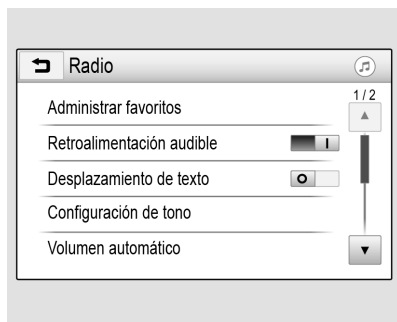 Radio
1/2
Administrar favoritos
Retroalimentación audible
I
Desplazamiento de texto
O
Configuración de tono
Volumen automático